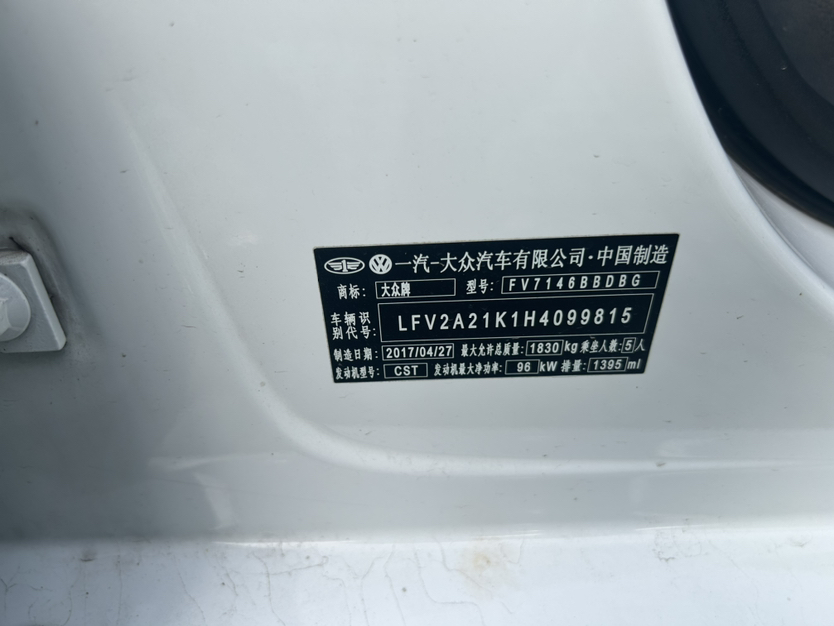 一汽-大众汽车有限公司·中国制造
商标: 大众牌 型号: FV7146BBDBG
车辆识别代号: LFV2A21K1H4099815
制造日期: 2017/04/27 最大允许总质量: 1830 kg 乘坐人数: 5 人
发动机型号: CST 发动机最大净功率: 96 kW 排量: 1395 ml